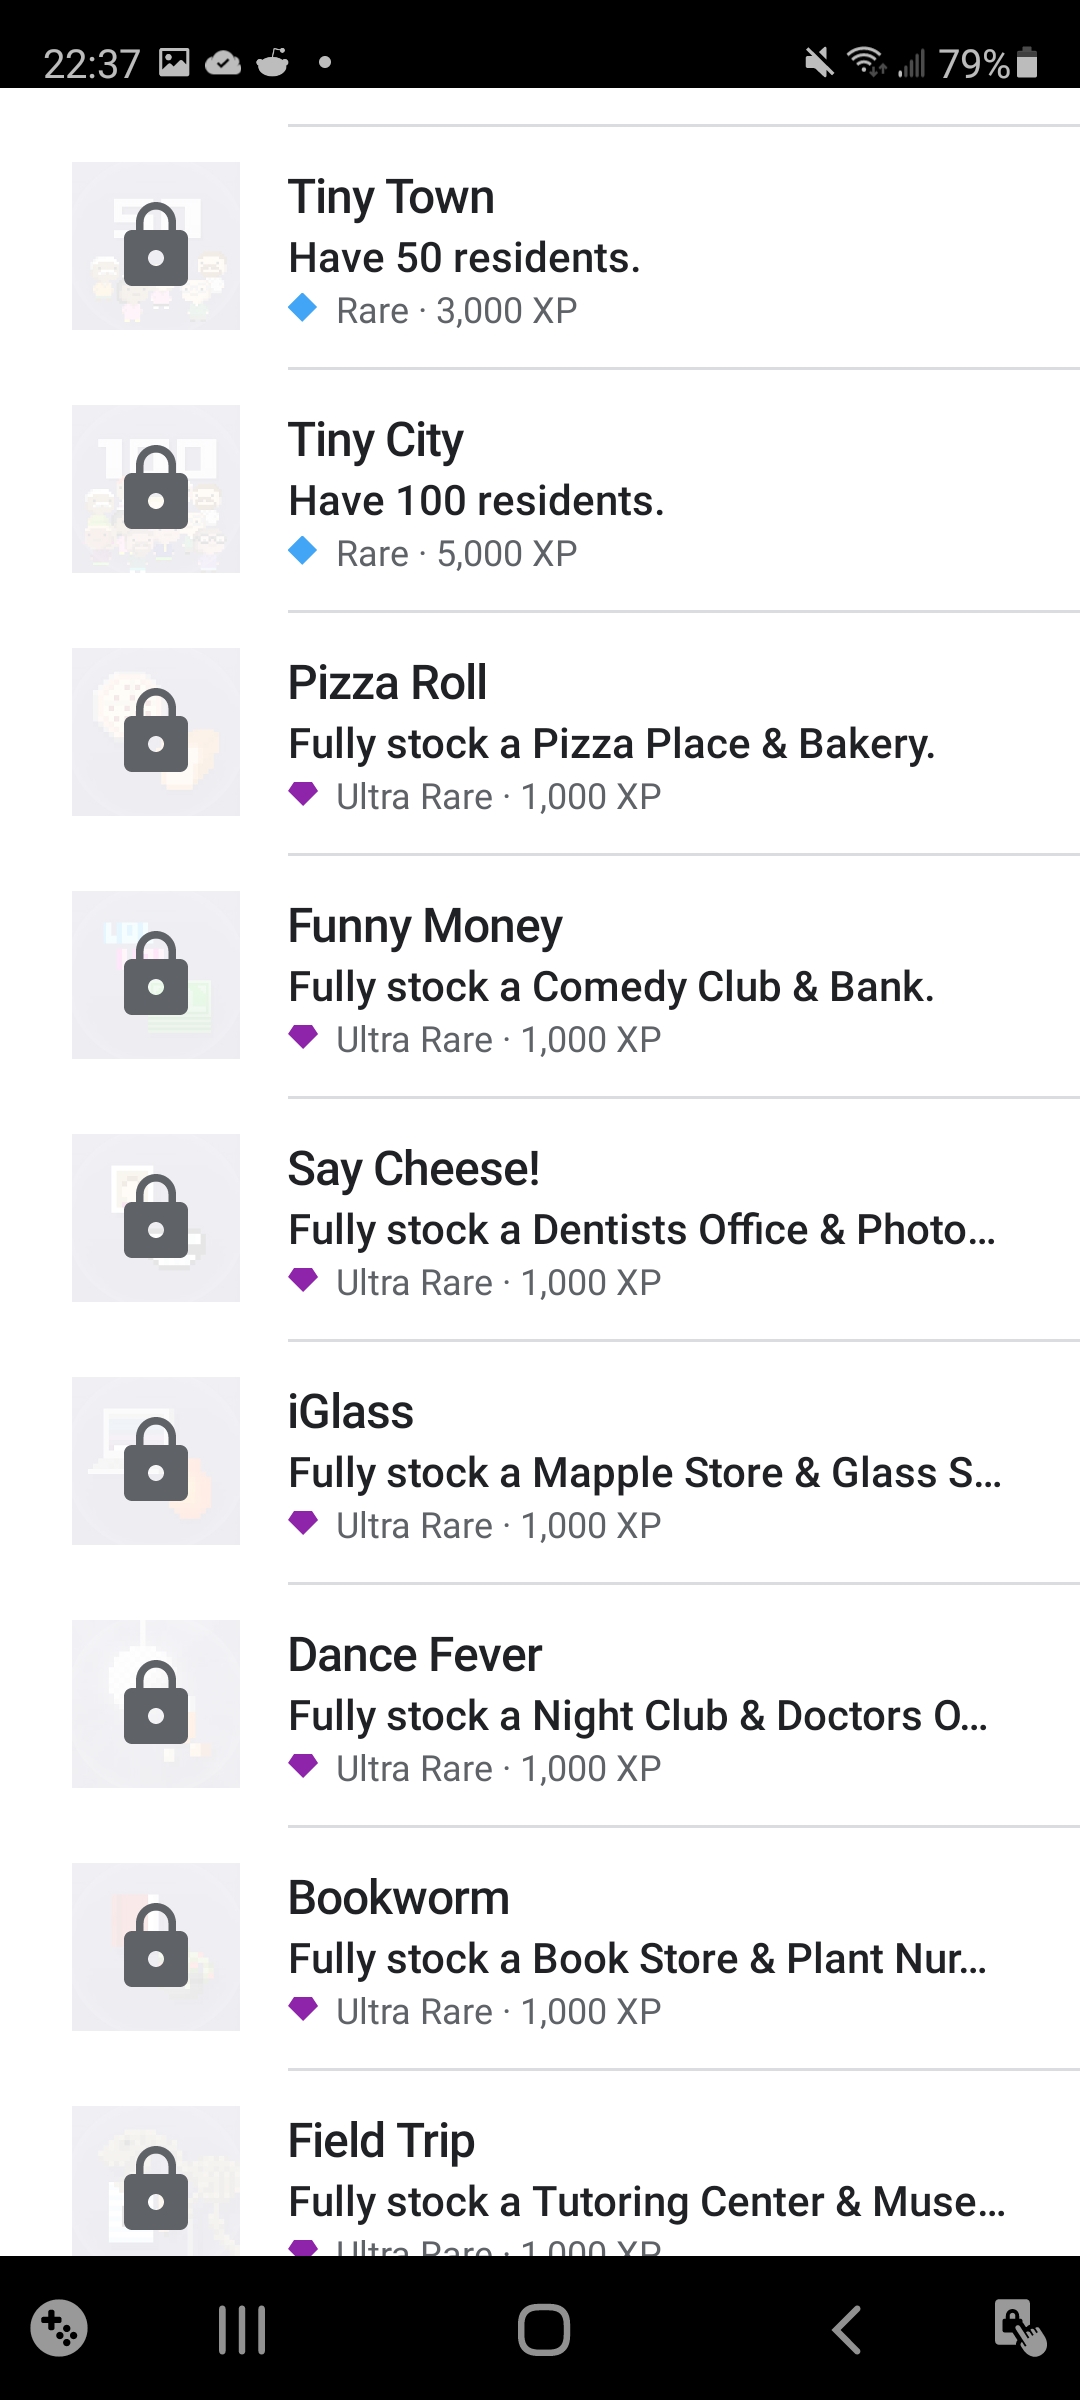 22:37
79%
Tiny Town
Have 50 residents.
Rare · 3,000 XP
Tiny City
Have 100 residents.
Rare · 5,000 XP
Pizza Roll
Fully stock a Pizza Place & Bakery.
Ultra Rare · 1,000 XP
Funny Money
Fully stock a Comedy Club & Bank.
Ultra Rare · 1,000 XP
Say Cheese!
Fully stock a Dentists Office & Photo...
Ultra Rare · 1,000 XP
iGlass
Fully stock a Mapple Store & Glass S...
Ultra Rare · 1,000 XP
Dance Fever
Fully stock a Night Club & Doctors O...
Ultra Rare · 1,000 XP
Bookworm
Fully stock a Book Store & Plant Nur...
Ultra Rare · 1,000 XP
Field Trip
Fully stock a Tutoring Center & Muse...
Ultra Rare · 1,000 XP